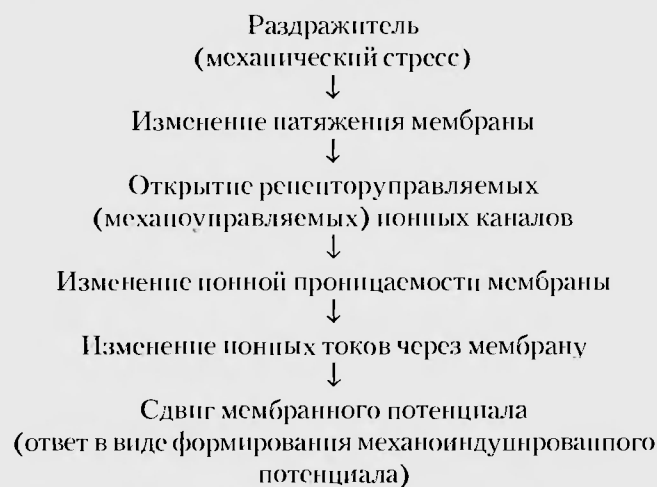 Раздражитель
(механический стресс)
↓
Изменение натяжения мембраны
↓
Открытие рецепторуправляемых
(механоуправляемых) ионных каналов
↓
Изменение ионной проницаемости мембраны
↓
Изменение ионных токов через мембрану
↓
Сдвиг мембранного потенциала
(ответ в виде формирования механоиндуцированного
потенциала)